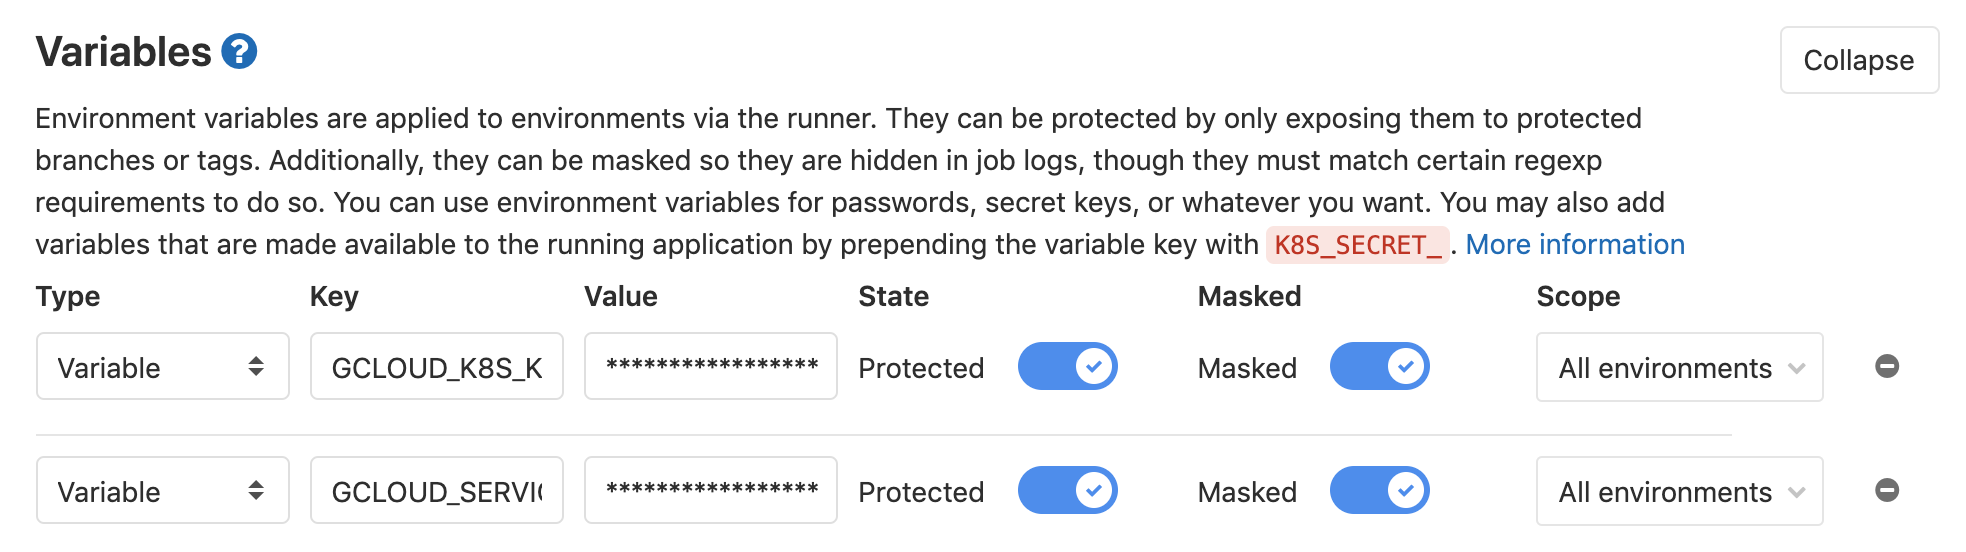 Variables ?
Collapse
Environment variables are applied to environments via the runner. They can be protected by only exposing them to protected
branches or tags. Additionally, they can be masked so they are hidden in job logs, though they must match certain regexp
requirements to do so. You can use environment variables for passwords, secret keys, or whatever you want. You may also add
variables that are made available to the running application by prepending the variable key with K8S_SECRET_ . More information
Type Key Value State Masked Scope
Variable GCLOUD_K8S_K ***************** Protected Masked All environments
Variable GCLOUD_SERVI ***************** Protected Masked All environments